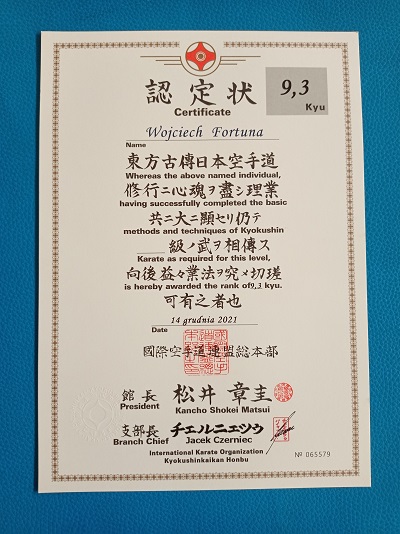 認定状
Certificate
9,3
Kyu
Wojciech Fortuna
Name
東方古傳日本空手道
Whereas the above named individual,
修行ニ心魂ヲ盡シ理業
having successfully completed the basic
共ニ大ニ顯セリ仍テ
methods and techniques of Kyokushin
級ノ武ヲ相傳ス
Karate as required for this level,
向後益々業法ヲ究メ切瑳
is hereby awarded the rank of 9,3 kyu.
可有之者也
14 grudnia 2021
Date
國際空手道連盟総本部
館長 松井章圭
President Kancho Shokei Matsui
支部長 チェルニェツゥ
Branch Chief Jacek Czerniec
International Karate Organization
Kyokushinkaikan Honbu
№ 065579